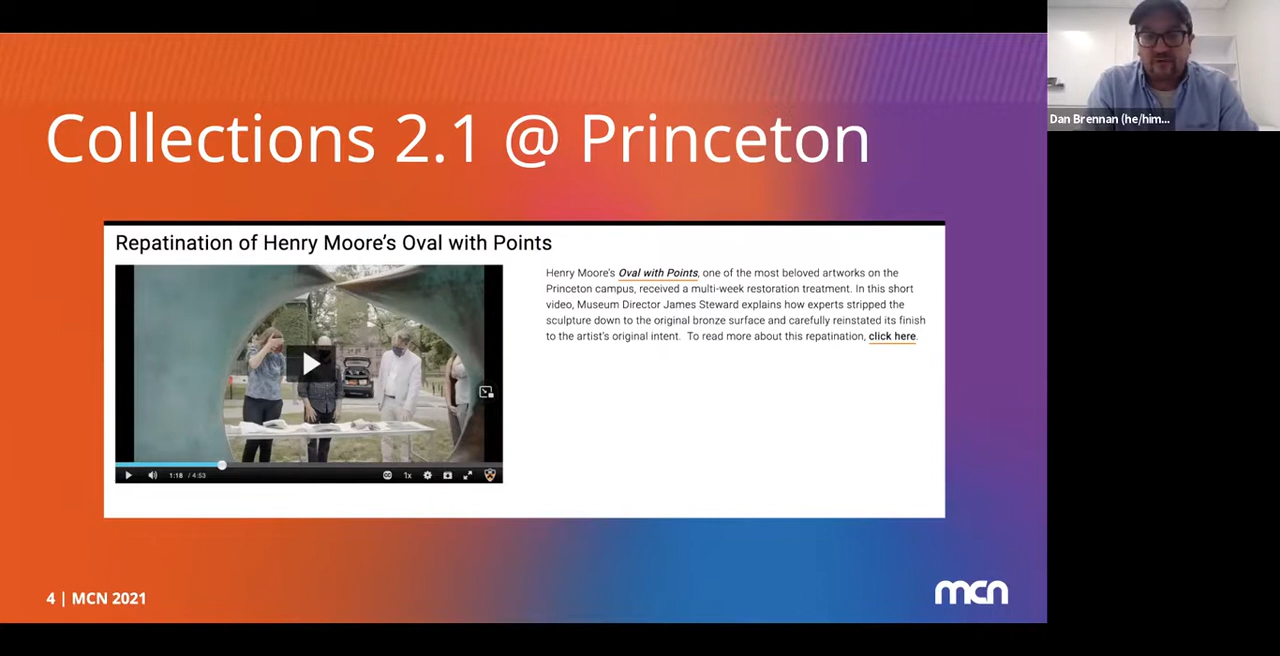 Collections 2.1 @ Princeton
Repatination of Henry Moore’s Oval with Points
Henry Moore’s Oval with Points, one of the most beloved artworks on the
Princeton campus, received a multi-week restoration treatment. In this short
video, Museum Director James Steward explains how experts stripped the
sculpture down to the original bronze surface and carefully reinstated its finish
to the artist’s original intent. To read more about this repatination, click here.
1:18 / 4:53
CC
1x
4 | MCN 2021
mcn
Dan Brennan (he/him...